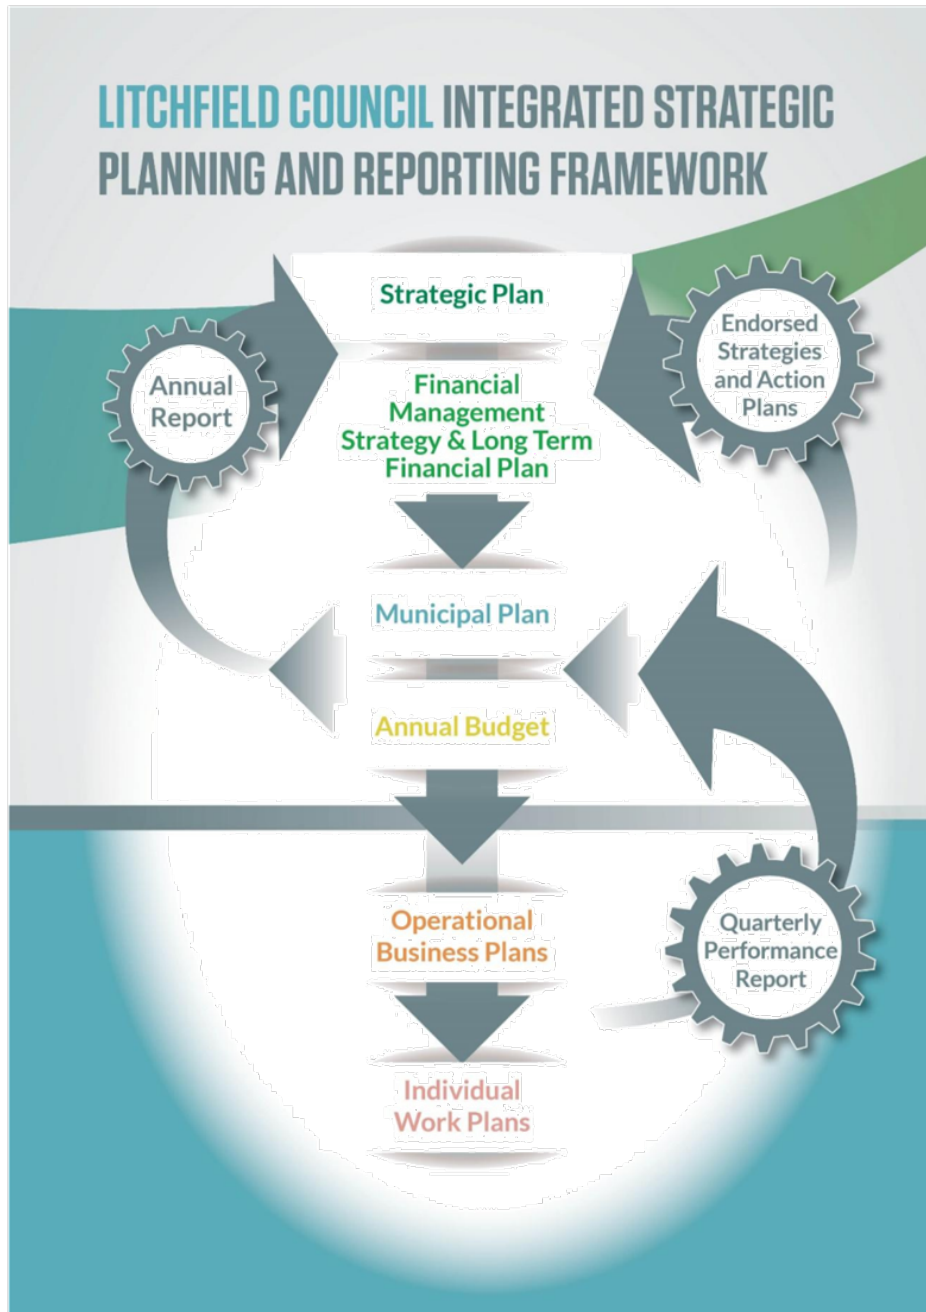 LITCHFIELD COUNCIL INTEGRATED STRATEGIC
PLANNING AND REPORTING FRAMEWORK
Strategic Plan
Endorsed
Strategies
and Action
Plans
Annual
Report
Financial
Management
Strategy & Long Term
Financial Plan
Municipal Plan
Annual Budget
Operational
Business Plans
Quarterly
Performance
Report
Individual
Work Plans